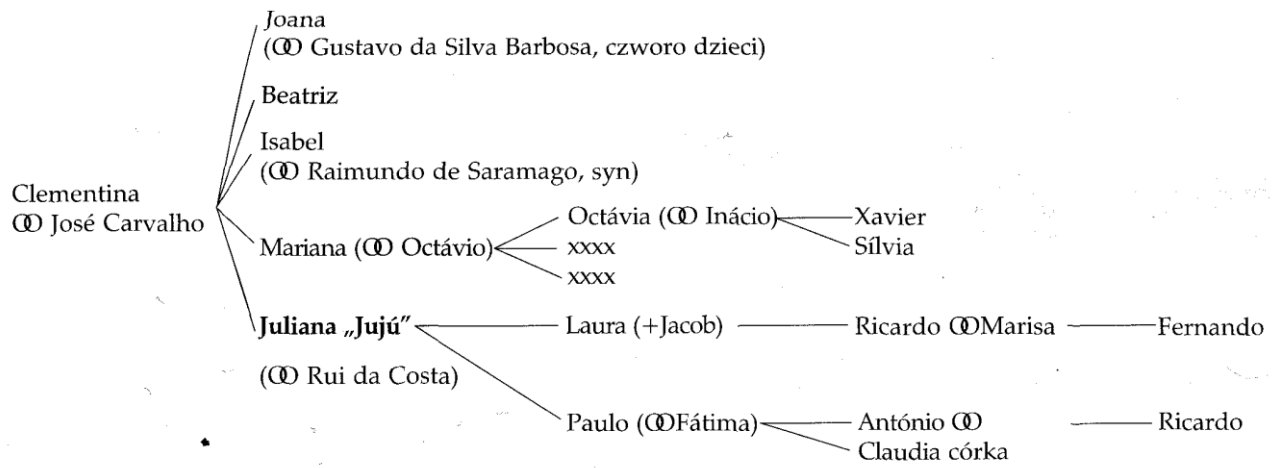 Joana
(⚭ Gustavo da Silva Barbosa, czworo dzieci)
Beatriz
Isabel
(⚭ Raimundo de Saramago, syn)
Clementina
⚭ José Carvalho
Mariana (⚭ Octávio)
Octávia (⚭ Inácio)
xxxx
xxxx
Xavier
Sílvia
Juliana „Jujú”
(⚭ Rui da Costa)
Laura (+Jacob)
Ricardo ⚭Marisa
Fernando
Paulo (⚭Fátima)
António ⚭
Claudia córka
Ricardo